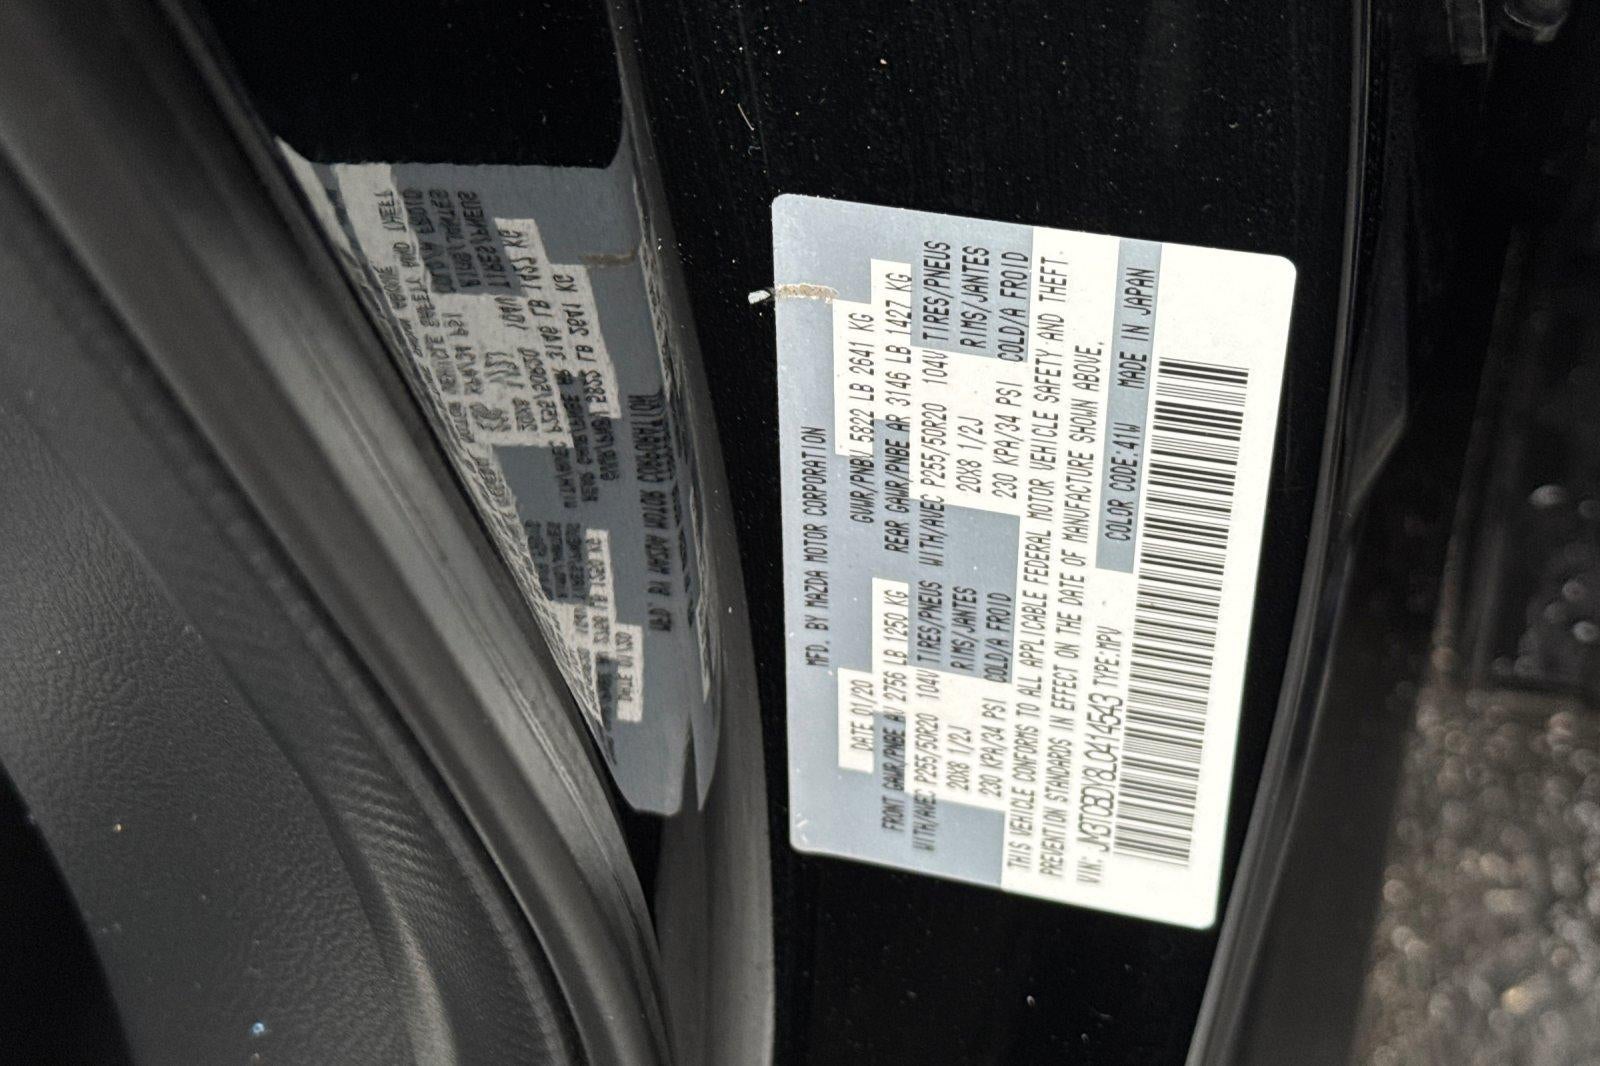 MFD. BY MAZDA MOTOR CORPORATION
DATE 01/20 GVWR/PNBV 5822 LB 2641 KG
FRONT GAWR/PNBE AV 2756 LB 1250 KG REAR GAWR/PNBE AR 3146 LB 1427 KG
WITH/AVEC P255/50R20 104V TIRES/PNEUS WITH/AVEC P255/50R20 104V TIRES/PNEUS
20X8 1/2J RIMS/JANTES 20X8 1/2J RIMS/JANTES
230 KPA/34 PSI COLD/A FROID 230 KPA/34 PSI COLD/A FROID
THIS VEHICLE CONFORMS TO ALL APPLICABLE FEDERAL MOTOR VEHICLE SAFETY AND THEFT
PREVENTION STANDARDS IN EFFECT ON THE DATE OF MANUFACTURE SHOWN ABOVE.
VIN: JM3TCBDY8L0414543 TYPE:MPV COLOR CODE:41W MADE IN JAPAN